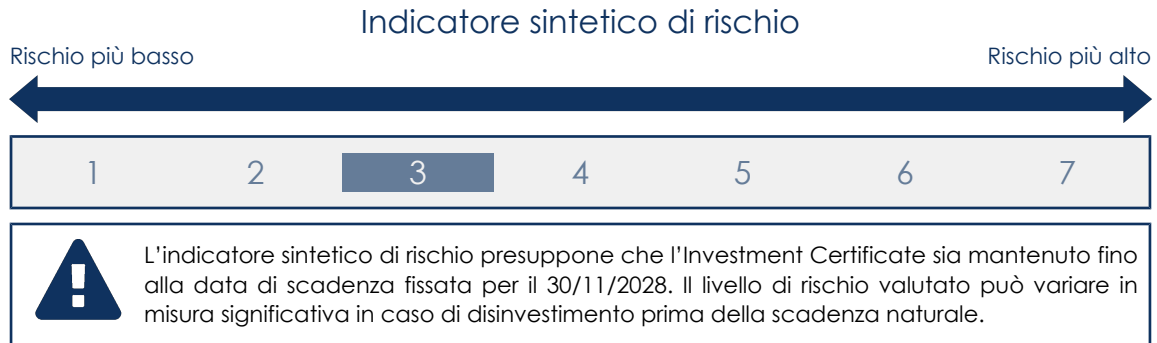 Indicatore sintetico di rischio
Rischio più basso
Rischio più alto
1 2 3 4 5 6 7
L'indicatore sintetico di rischio presuppone che l'Investment Certificate sia mantenuto fino
alla data di scadenza fissata per il 30/11/2028. Il livello di rischio valutato può variare in
misura significativa in caso di disinvestimento prima della scadenza naturale.